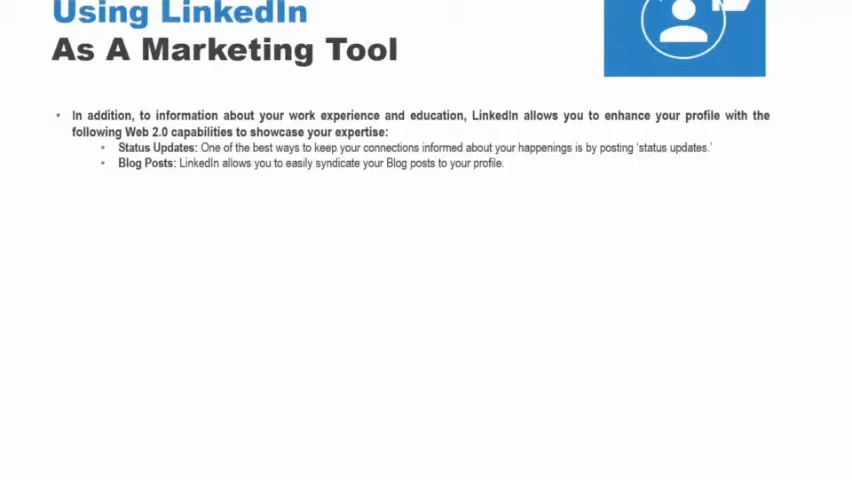 Using LinkedIn
As A Marketing Tool
• In addition, to information about your work experience and education, LinkedIn allows you to enhance your profile with the
following Web 2.0 capabilities to showcase your expertise:
• Status Updates: One of the best ways to keep your connections informed about your happenings is by posting ‘status updates.’
• Blog Posts: LinkedIn allows you to easily syndicate your Blog posts to your profile.